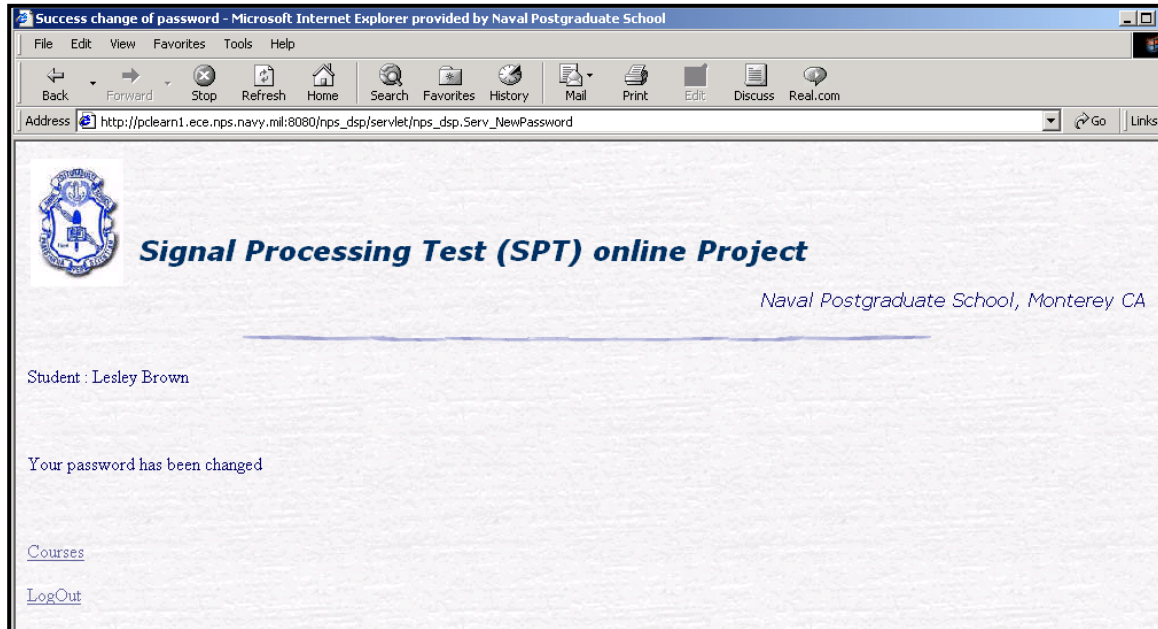 Success change of password - Microsoft Internet Explorer provided by Naval Postgraduate School
File Edit View Favorites Tools Help
Back Forward Stop Refresh Home Search Favorites History Mail Print Edit Discuss Real.com
Address http://pclearn1.ece.nps.navy.mil:8080/nps_dsp/servlet/nps_dsp.Serv_NewPassword Go Links
Signal Processing Test (SPT) online Project
Naval Postgraduate School, Monterey CA
Student : Lesley Brown
Your password has been changed
Courses
LogOut